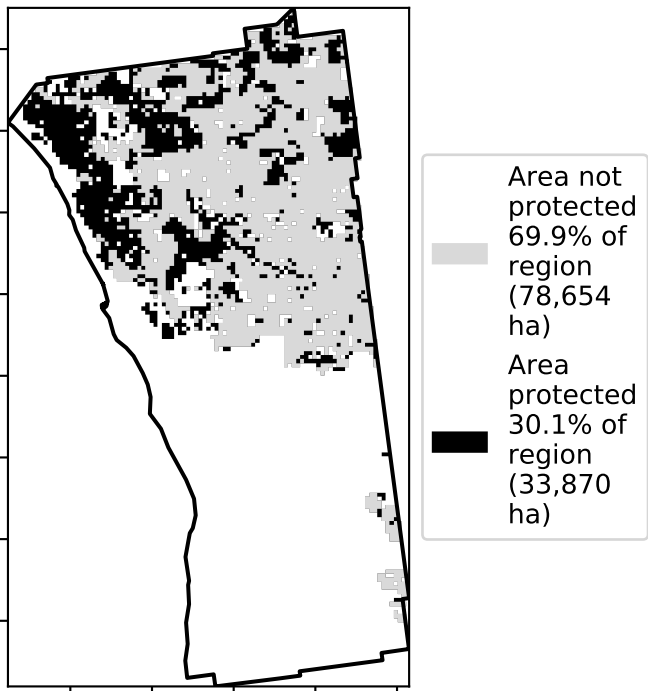 Area not
protected
69.9% of
region
(78,654
ha)
Area
protected
30.1% of
region
(33,870
ha)